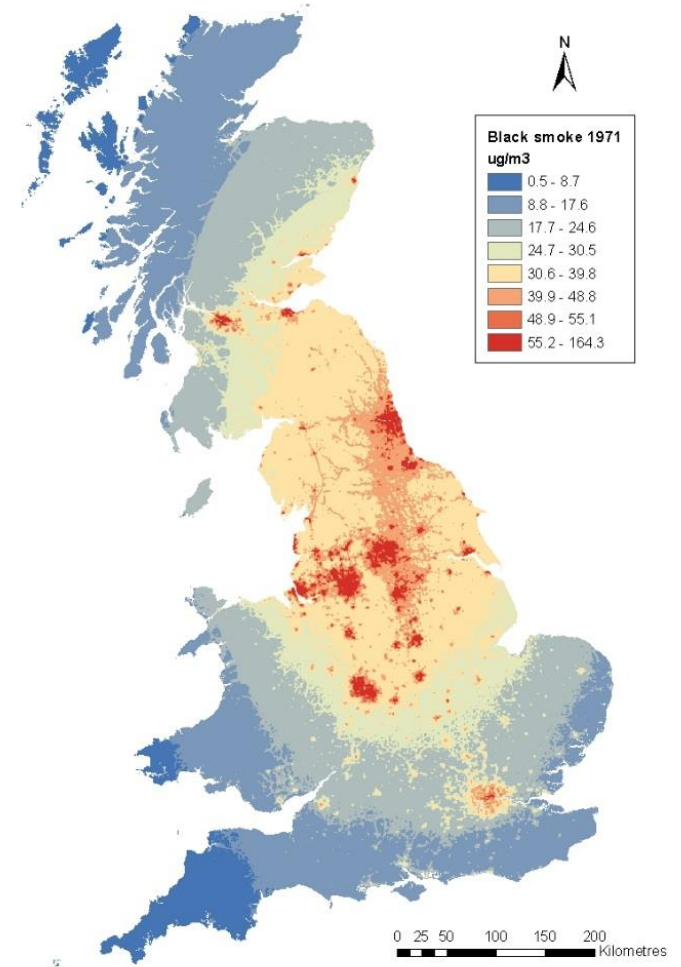 N
Black smoke 1971
ug/m3
0.5 - 8.7
8.8 - 17.6
17.7 - 24.6
24.7 - 30.5
30.6 - 39.8
39.9 - 48.8
48.9 - 55.1
55.2 - 164.3
0 25 50 100 150 200
Kilometres